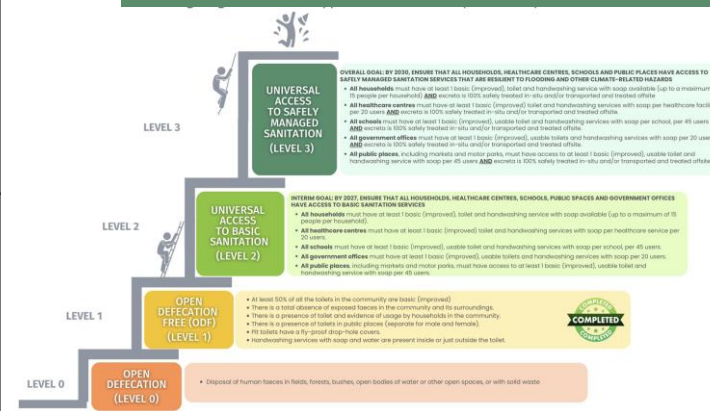 LEVEL 3
UNIVERSAL
ACCESS
TO SAFELY
MANAGED
SANITATION
(LEVEL 3)
OVERALL GOAL: BY 2030, ENSURE THAT ALL HOUSEHOLDS, HEALTHCARE CENTRES, SCHOOLS AND PUBLIC PLACES HAVE ACCESS TO
SAFELY MANAGED SANITATION SERVICES THAT ARE RESILIENT TO FLOODING AND OTHER CLIMATE-RELATED HAZARDS
• All households must have at least 1 basic (improved), toilet and handwashing service with soap available (up to a maximum
15 people per household) AND excreta is 100% safely treated in-situ and/or transported and treated offsite.
• All healthcare centres must have at least 1 basic (improved) toilet and handwashing services with soap per healthcare
per 20 users AND excreta is 100% safely treated in-situ and/or transported and treated offsite.
• All schools must have at least 1 basic (improved), usable toilet and handwashing services with soap per school, per 45 users
AND excreta is 100% safely treated in-situ and/or transported and treated offsite.
• All government offices must have at least 1 basic (improved), usable toilets and handwashing services with soap per 20
AND excreta is 100% safely treated in-situ and/or transported and treated offsite.
• All public places, including markets and motor parks, must have access to at least 1 basic (improved), usable toilet and
handwashing service with soap per 45 users AND excreta is 100% safely treated in-situ and/or transported and treated
LEVEL 2
UNIVERSAL
ACCESS
TO BASIC
SANITATION
(LEVEL 2)
INTERIM GOAL: BY 2027, ENSURE THAT ALL HOUSEHOLDS, HEALTHCARE CENTRES, SCHOOLS, PUBLIC SPACES AND GOVERNMENT OFFICES
HAVE ACCESS TO BASIC SANITATION SERVICES
• All households must have at least 1 basic (improved), toilet and handwashing service with soap available (up to a maximum of 15
people per household).
• All healthcare centres must have at least 1 basic (improved) toilet and handwashing services with soap per healthcare service per
20 users.
• All schools must have at least 1 basic (improved), usable toilet and handwashing services with soap per school, per 45 users.
• All government offices must have at least 1 basic (improved), usable toilets and handwashing services with soap per 20 users.
• All public places, including markets and motor parks, must have access to at least 1 basic (improved), usable toilet and
handwashing service with soap per 45 users.
LEVEL 1
OPEN
DEFECATION
FREE (ODF)
(LEVEL 1)
• At least 50% of all the toilets in the community are basic (improved)
• There is a total absence of exposed faeces in the community and its surroundings.
• There is a presence of toilet and evidence of usage by households in the community.
• There is a presence of toilets in public places (separate for male and female).
• Pit toilets have a fly-proof drop-hole covers.
• Handwashing services with soap and water are present inside or just outside the toilet.
COMPLETED
COMPLETED
COMPLETED
LEVEL 0
OPEN
DEFECATION
(LEVEL 0)
• Disposal of human faeces in fields, forests, bushes, open bodies of water or other open spaces, or with solid waste.